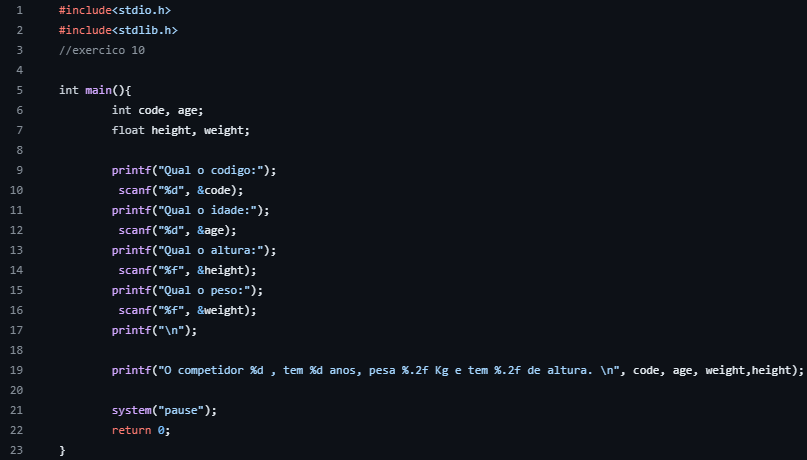 1 #include<stdio.h>
2 #include<stdlib.h>
3 //exercico 10
4
5 int main(){
6 int code, age;
7 float height, weight;
8
9 printf("Qual o codigo:");
10 scanf("%d", &code);
11 printf("Qual o idade:");
12 scanf("%d", &age);
13 printf("Qual o altura:");
14 scanf("%f", &height);
15 printf("Qual o peso:");
16 scanf("%f", &weight);
17 printf("\n");
18
19 printf("O competidor %d , tem %d anos, pesa %.2f Kg e tem %.2f de altura. \n", code, age, weight,height);
20
21 system("pause");
22 return 0;
23 }